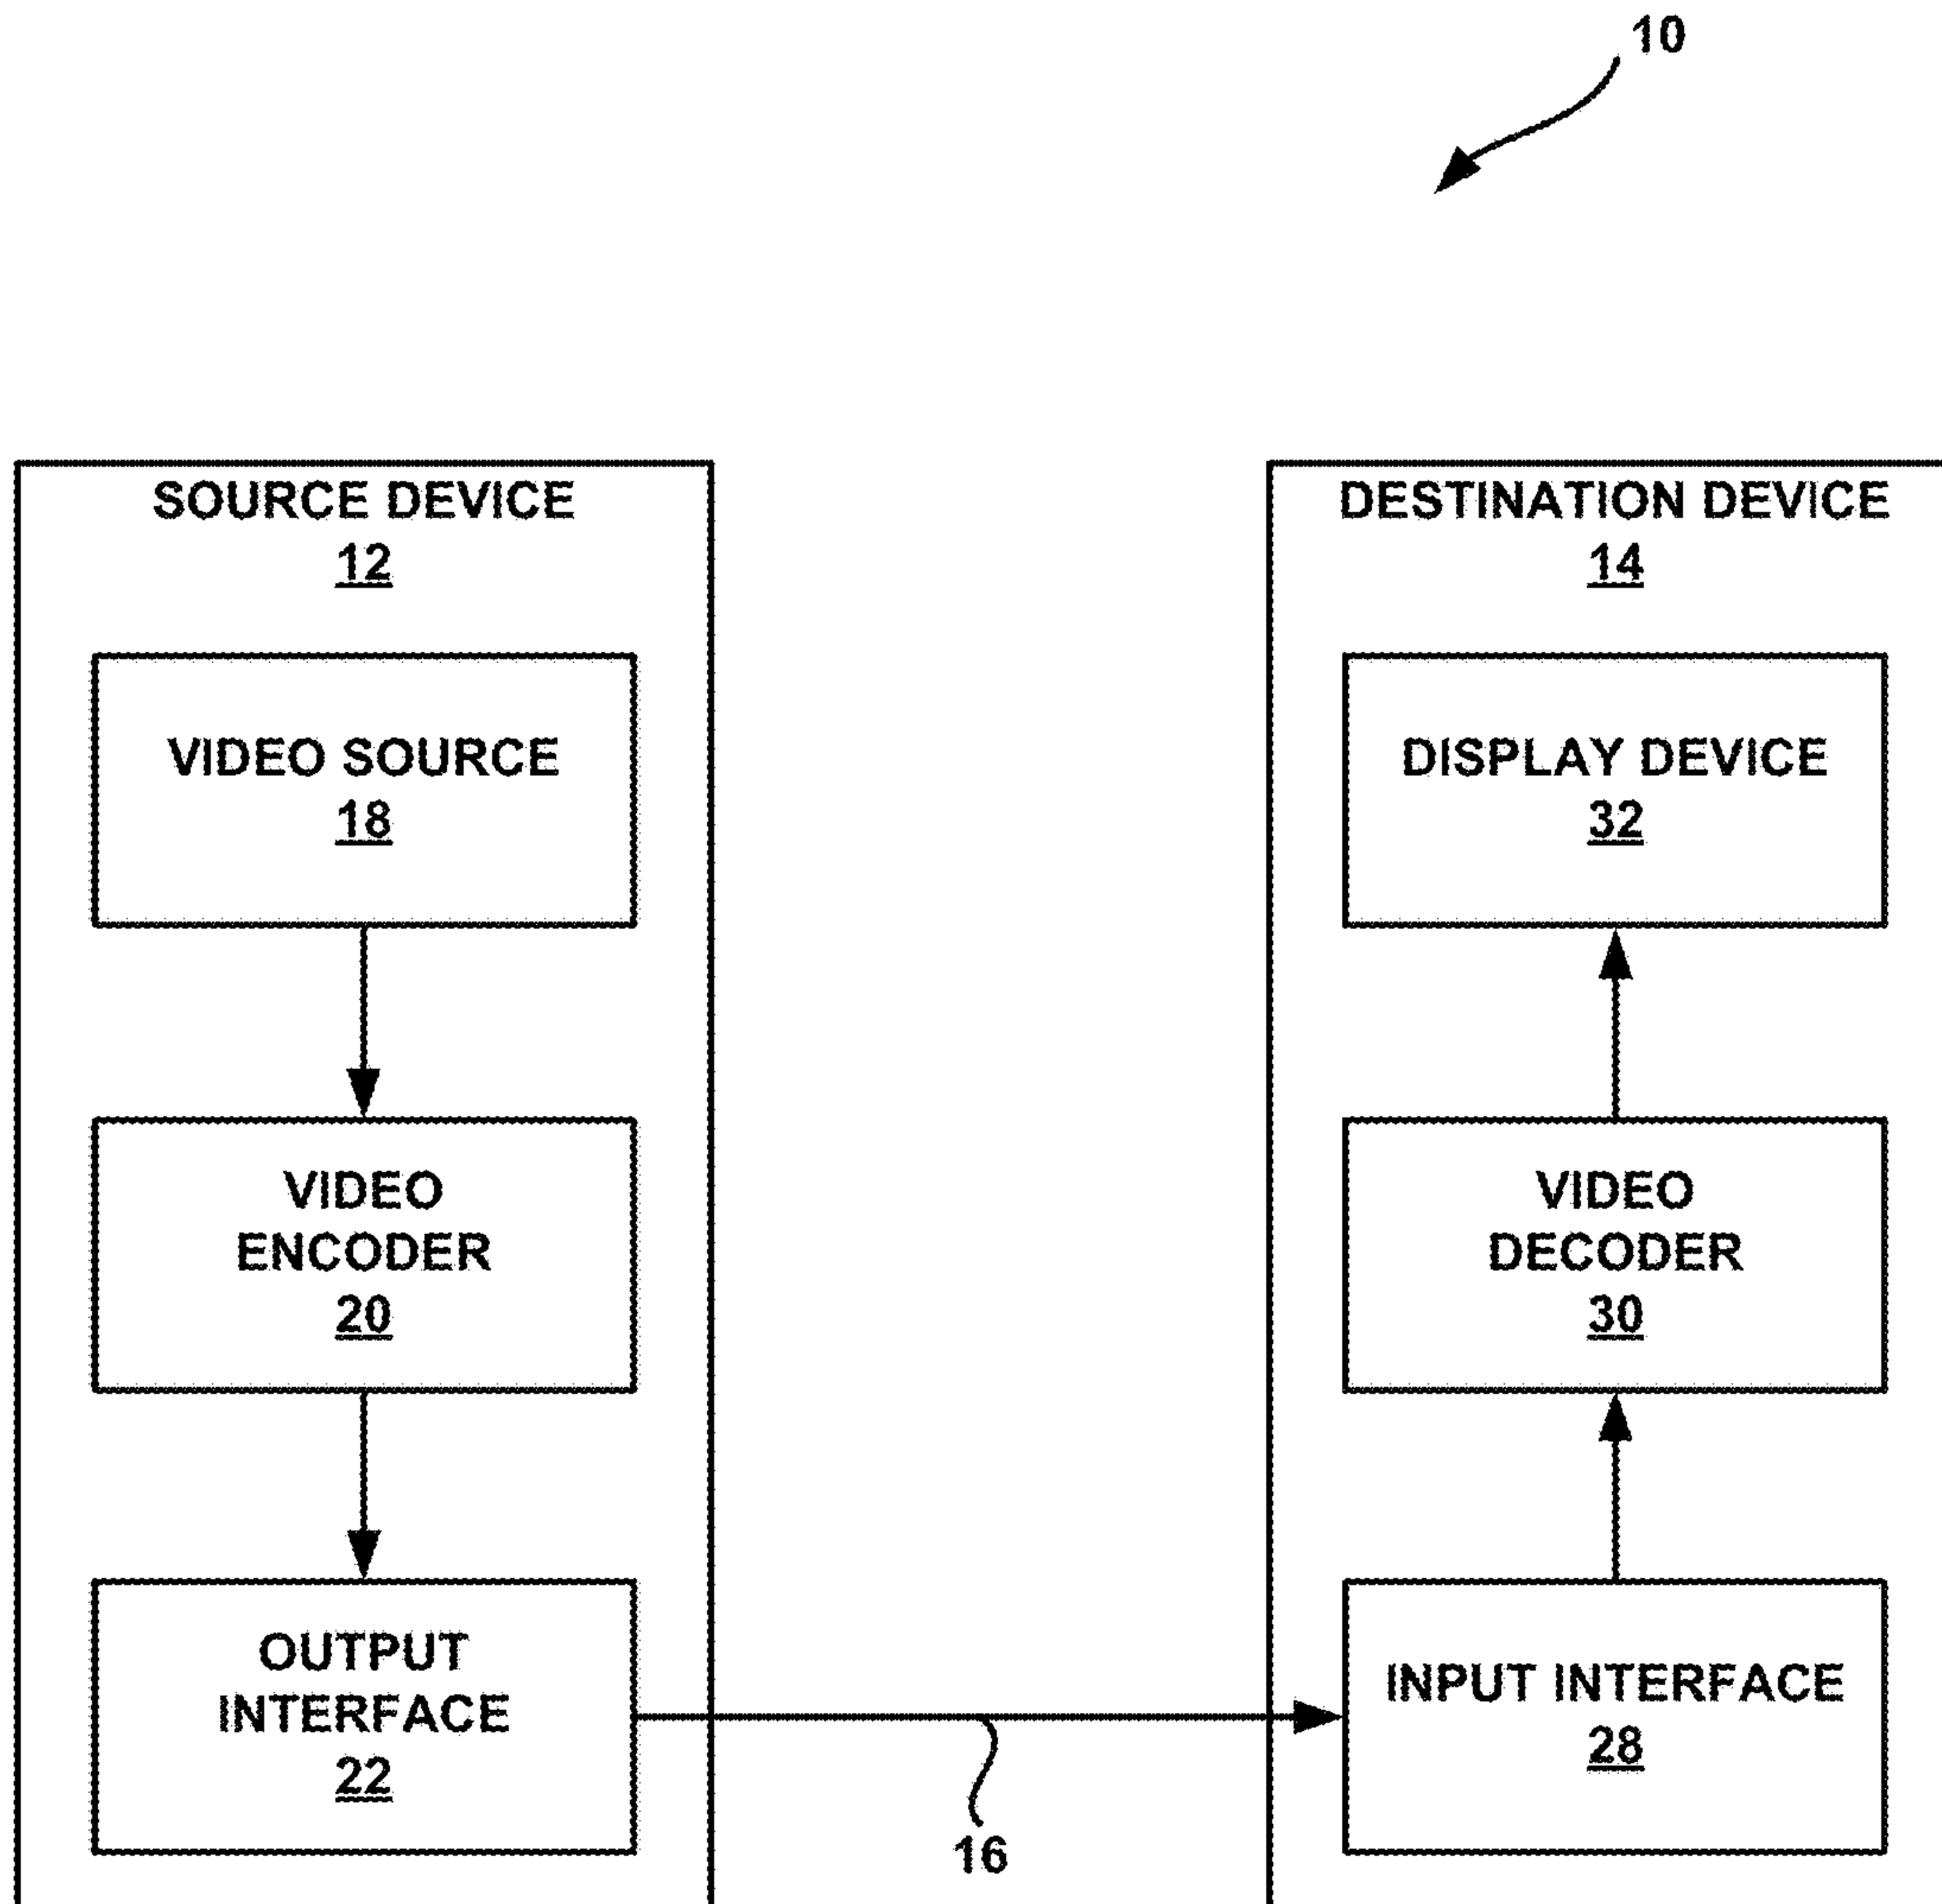 10
SOURCE DEVICE
12
VIDEO SOURCE
18
VIDEO
ENCODER
20
OUTPUT
INTERFACE
22
16
DESTINATION DEVICE
14
DISPLAY DEVICE
32
VIDEO
DECODER
30
INPUT INTERFACE
28